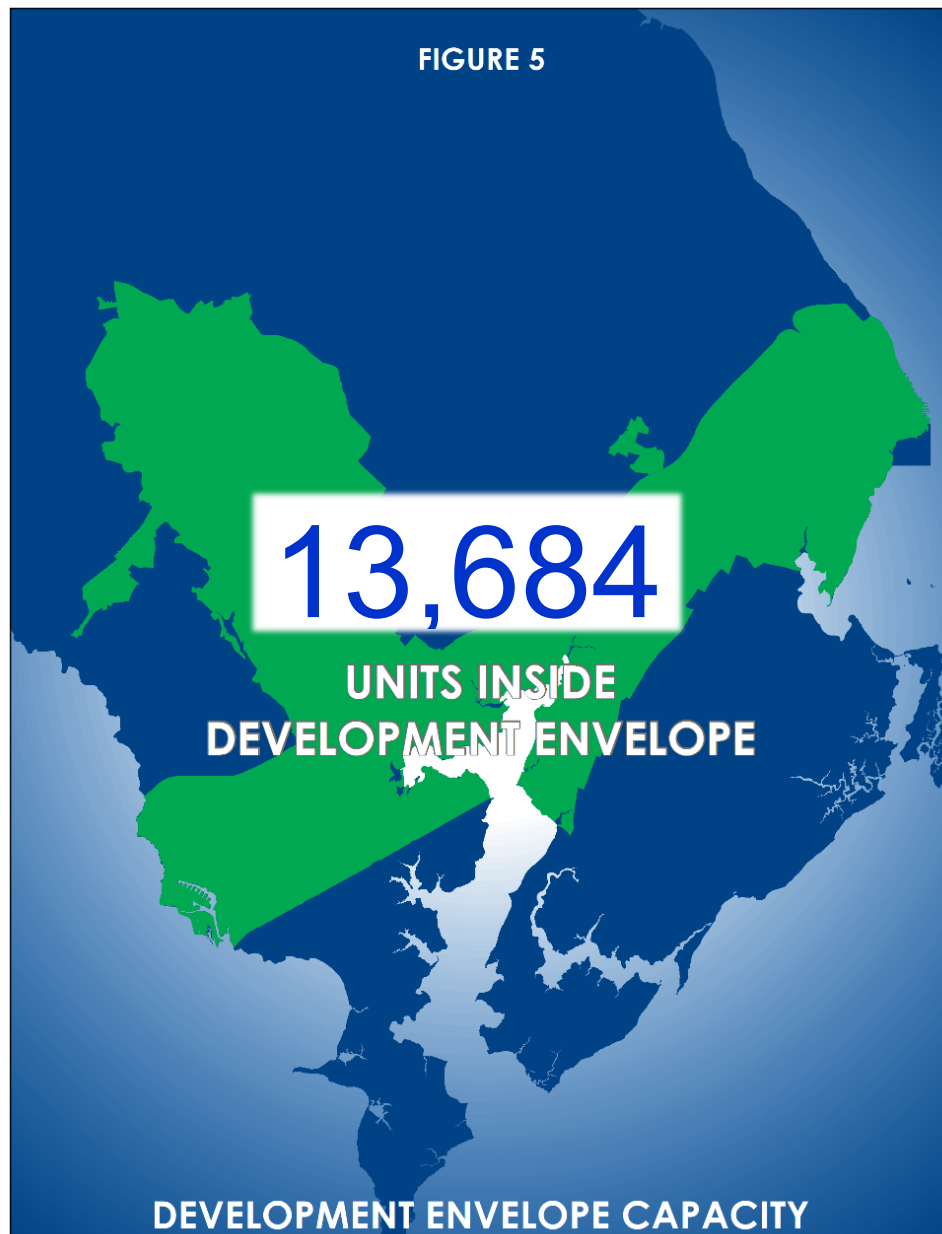 FIGURE 5
13,684
UNITS INSIDE
DEVELOPMENT ENVELOPE
DEVELOPMENT ENVELOPE CAPACITY